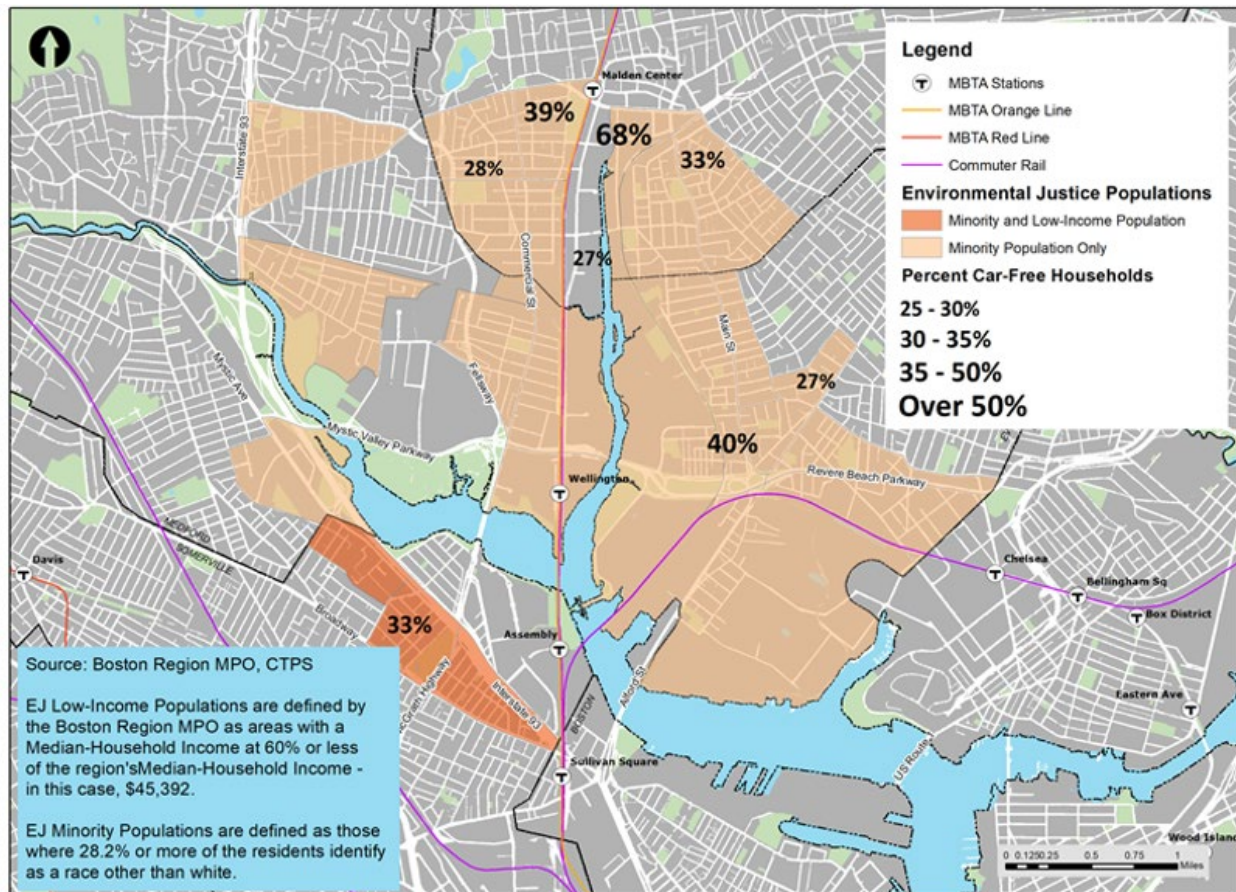 Legend
MBTA Stations
MBTA Orange Line
MBTA Red Line
Commuter Rail
Environmental Justice Populations
Minority and Low-Income Population
Minority Population Only
Percent Car-Free Households
25 - 30%
30 - 35%
35 - 50%
Over 50%
Malden Center
39%
68%
33%
28%
Interstate 93
Commercial St
27%
Main St
27%
Fellsway
Mystic Ave
Mystic Valley Parkway
40%
Revere Beach Parkway
Wellington
MEDFORD
SOMERVILLE
Davis
Chelsea
Bellingham Sq
Box District
Broadway
33%
Assembly
McGrath Highway
Interstate 93
Alford St
BOSTON
Eastern Ave
Sullivan Square
US Route 1
Wood Island
0 0.125 0.25 0.5 0.75 1
Miles
Source: Boston Region MPO, CTPS
EJ Low-Income Populations are defined by
the Boston Region MPO as areas with a
Median-Household Income at 60% or less
of the region'sMedian-Household Income -
in this case, $45,392.
EJ Minority Populations are defined as those
where 28.2% or more of the residents identify
as a race other than white.